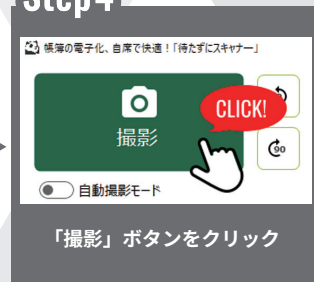 Step4
帳簿の電子化、自席で快適!「待たずにスキャナー」
撮影
CLICK!
90
自動撮影モード
「撮影」ボタンをクリック